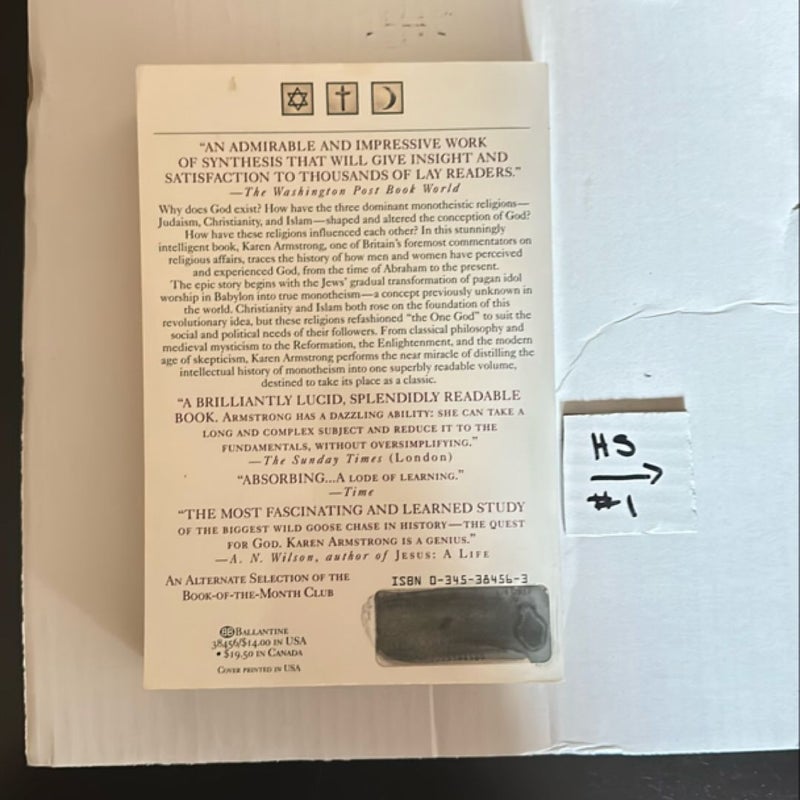 “AN ADMIRABLE AND IMPRESSIVE WORK
OF SYNTHESIS THAT WILL GIVE INSIGHT AND
SATISFACTION TO THOUSANDS OF LAY READERS.”
—The Washington Post Book World
Why does God exist? How have the three dominant monotheistic religions—
Judaism, Christianity, and Islam—shaped and altered the conception of God?
How have these religions influenced each other? In this stunningly
intelligent book, Karen Armstrong, one of Britain’s foremost commentators on
religious affairs, traces the history of how men and women have perceived
and experienced God, from the time of Abraham to the present.
The epic story begins with the Jews’ gradual transformation of pagan idol
worship in Babylon into true monotheism—a concept previously unknown in
the world. Christianity and Islam both rose on the foundation of this
revolutionary idea, but these religions refashioned “the One God” to suit the
social and political needs of their followers. From classical philosophy and
medieval mysticism to the Reformation, the Enlightenment, and the modern
age of skepticism, Karen Armstrong performs the near miracle of distilling the
intellectual history of monotheism into one superbly readable volume,
destined to take its place as a classic.
“A BRILLIANTLY LUCID, SPLENDIDLY READABLE
BOOK. ARMSTRONG HAS A DAZZLING ABILITY: SHE CAN TAKE A
LONG AND COMPLEX SUBJECT AND REDUCE IT TO THE
FUNDAMENTALS, WITHOUT OVERSIMPLIFYING.”
—The Sunday Times (London)
“ABSORBING...A LODE OF LEARNING.”
—Time
“THE MOST FASCINATING AND LEARNED STUDY
OF THE BIGGEST WILD GOOSE CHASE IN HISTORY—THE QUEST
FOR GOD. KAREN ARMSTRONG IS A GENIUS.”
—A. N. Wilson, author of JESUS: A LIFE
AN ALTERNATE SELECTION OF THE
BOOK-OF-THE-MONTH CLUB
ISBN 0-345-38456-3
BB BALLANTINE
38456/$14.00 IN USA
• $19.50 IN CANADA
COVER PRINTED IN USA
HS
#1